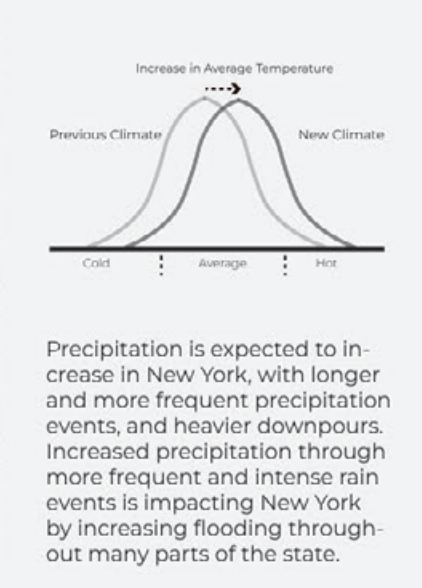 Increase in Average Temperature
Previous Climate
New Climate
Cold
Average
Hot
Precipitation is expected to in-
crease in New York, with longer
and more frequent precipitation
events, and heavier downpours.
Increased precipitation through
more frequent and intense rain
events is impacting New York
by increasing flooding through-
out many parts of the state.